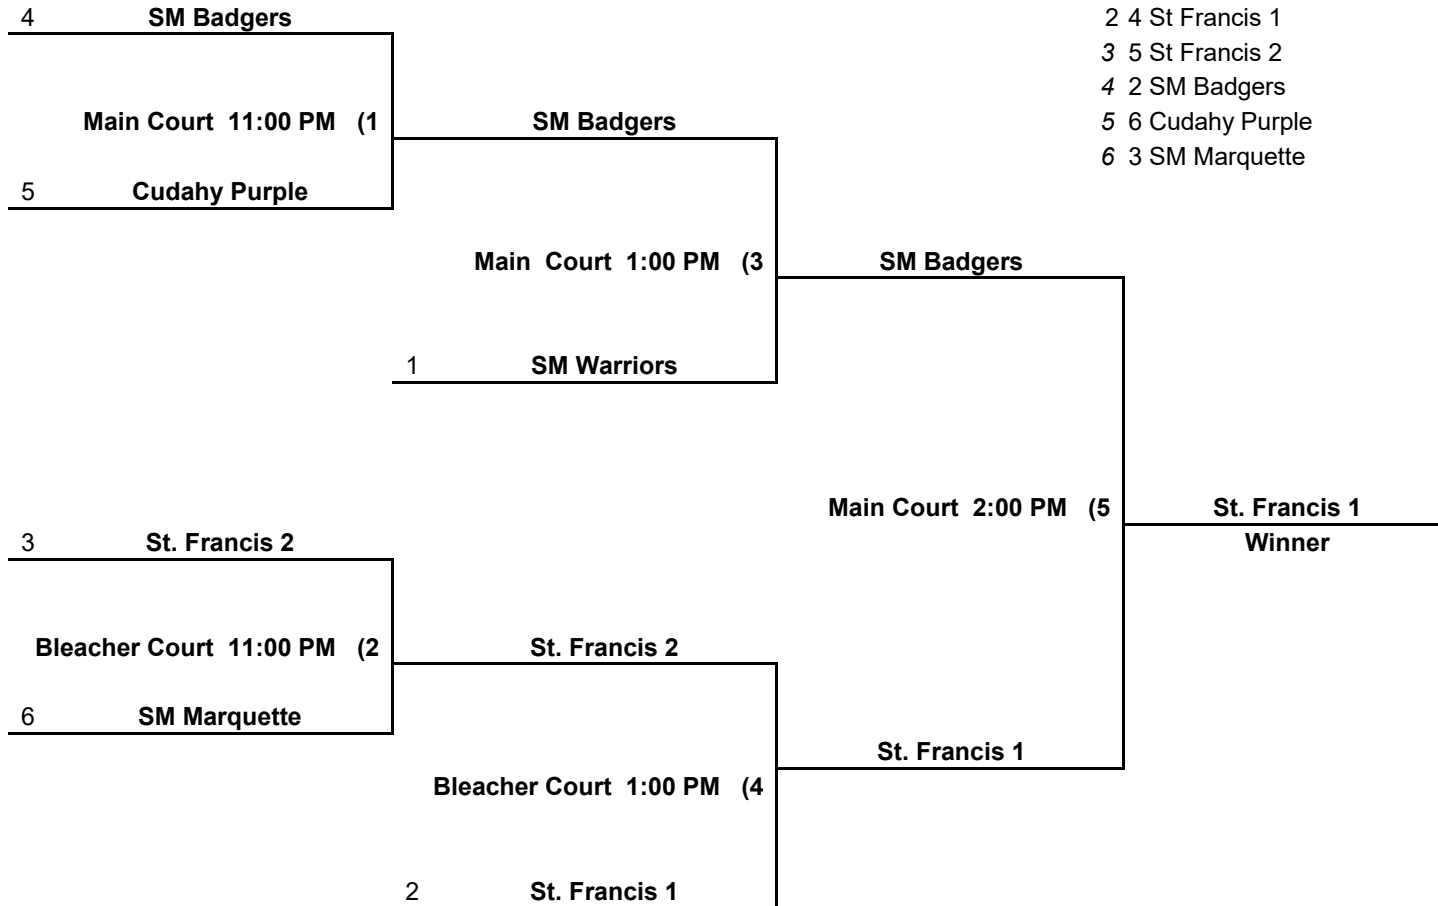 4 SM Badgers
2 4 St Francis 1
3 5 St Francis 2
4 2 SM Badgers
Main Court 11:00 PM (1
SM Badgers
5 6 Cudahy Purple
6 3 SM Marquette
5 Cudahy Purple
Main Court 1:00 PM (3
SM Badgers
1 SM Warriors
Main Court 2:00 PM (5
St. Francis 1
Winner
3 St. Francis 2
Bleacher Court 11:00 PM (2
St. Francis 2
6 SM Marquette
St. Francis 1
Bleacher Court 1:00 PM (4
2 St. Francis 1